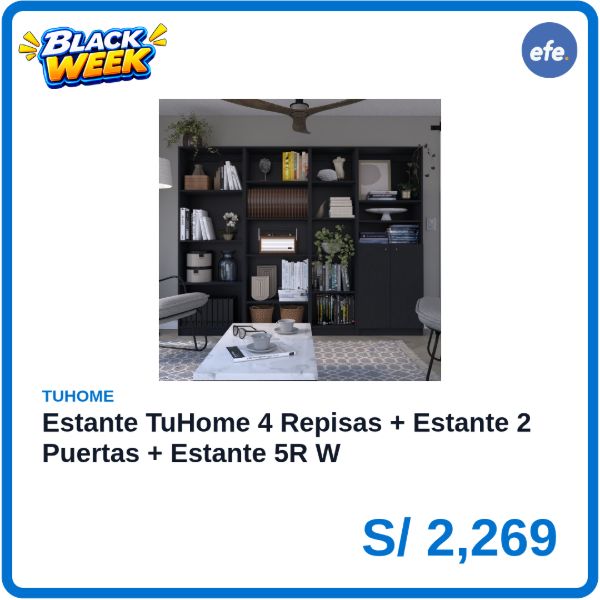 BLACK
WEEK
efe.
TUHOME
Estante TuHome 4 Repisas + Estante 2
Puertas + Estante 5R W
S/ 2,269